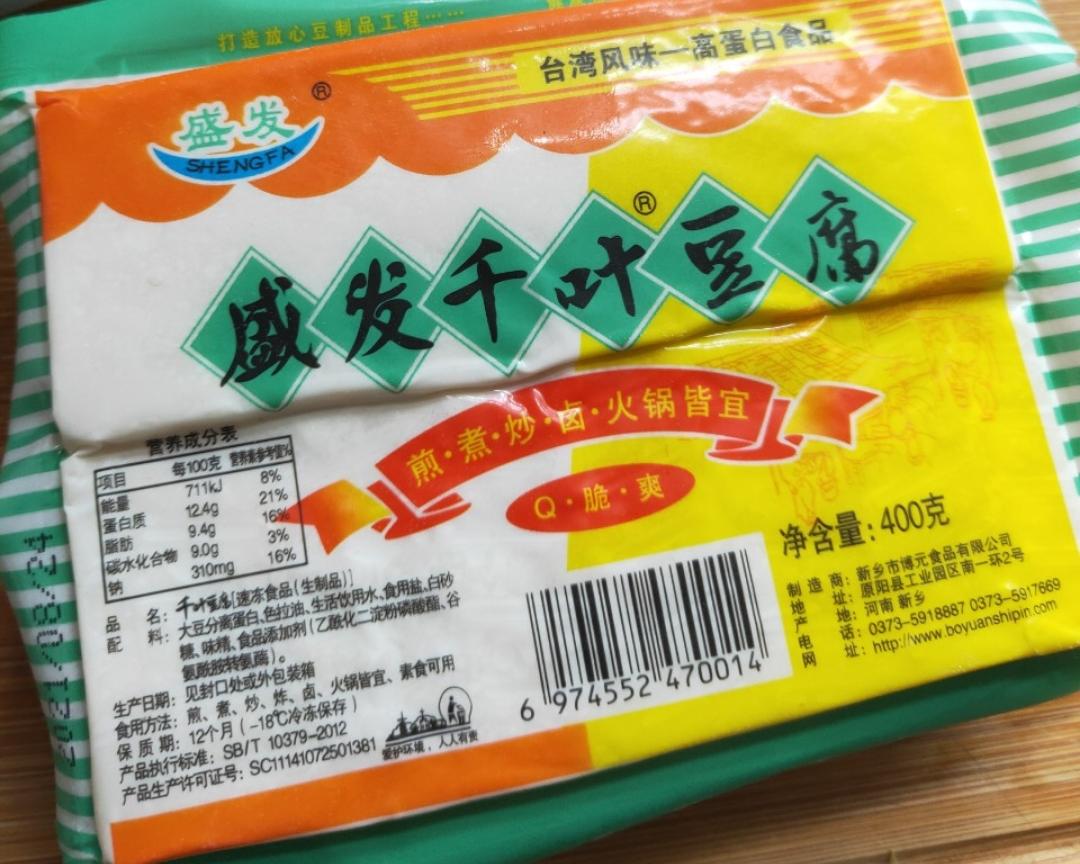 打造放心豆制品工程……
台湾风味—高蛋白食品
盛发
®
SHENGFA
®
盛发千叶豆腐
煎·煮·炒·卤·火锅皆宜
Q·脆·爽
营养成分表
项目 每100克 营养素参考值%
能量 711kJ 8%
蛋白质 12.4g 21%
脂肪 9.4g 16%
碳水化合物 9.0g 3%
钠 310mg 16%
净含量:400克
品 名:千叶豆腐[速冻食品(生制品)]
配 料:大豆分离蛋白、色拉油、生活饮用水、食用盐、白砂
糖、味精、食品添加剂(乙酰化二淀粉磷酸酯、谷
氨酰胺转氨酶)。
生产日期:见封口处或外包装箱
食用方法:煎、煮、炒、炸、卤、火锅皆宜、素食可用
保 质 期:12个月(-18℃冷冻保存)
产品执行标准:SB/T 10379-2012
产品生产许可证号:SC11141072501381
爱护环境,人人有责
6 974552 470014
制 造 商:新乡市博元食品有限公司
地 址:原阳县工业园区南一环2号
产 地:河南 新乡
电 话:0373-5918887 0373-5917669
网 址:http://www.boyuanshipin.com